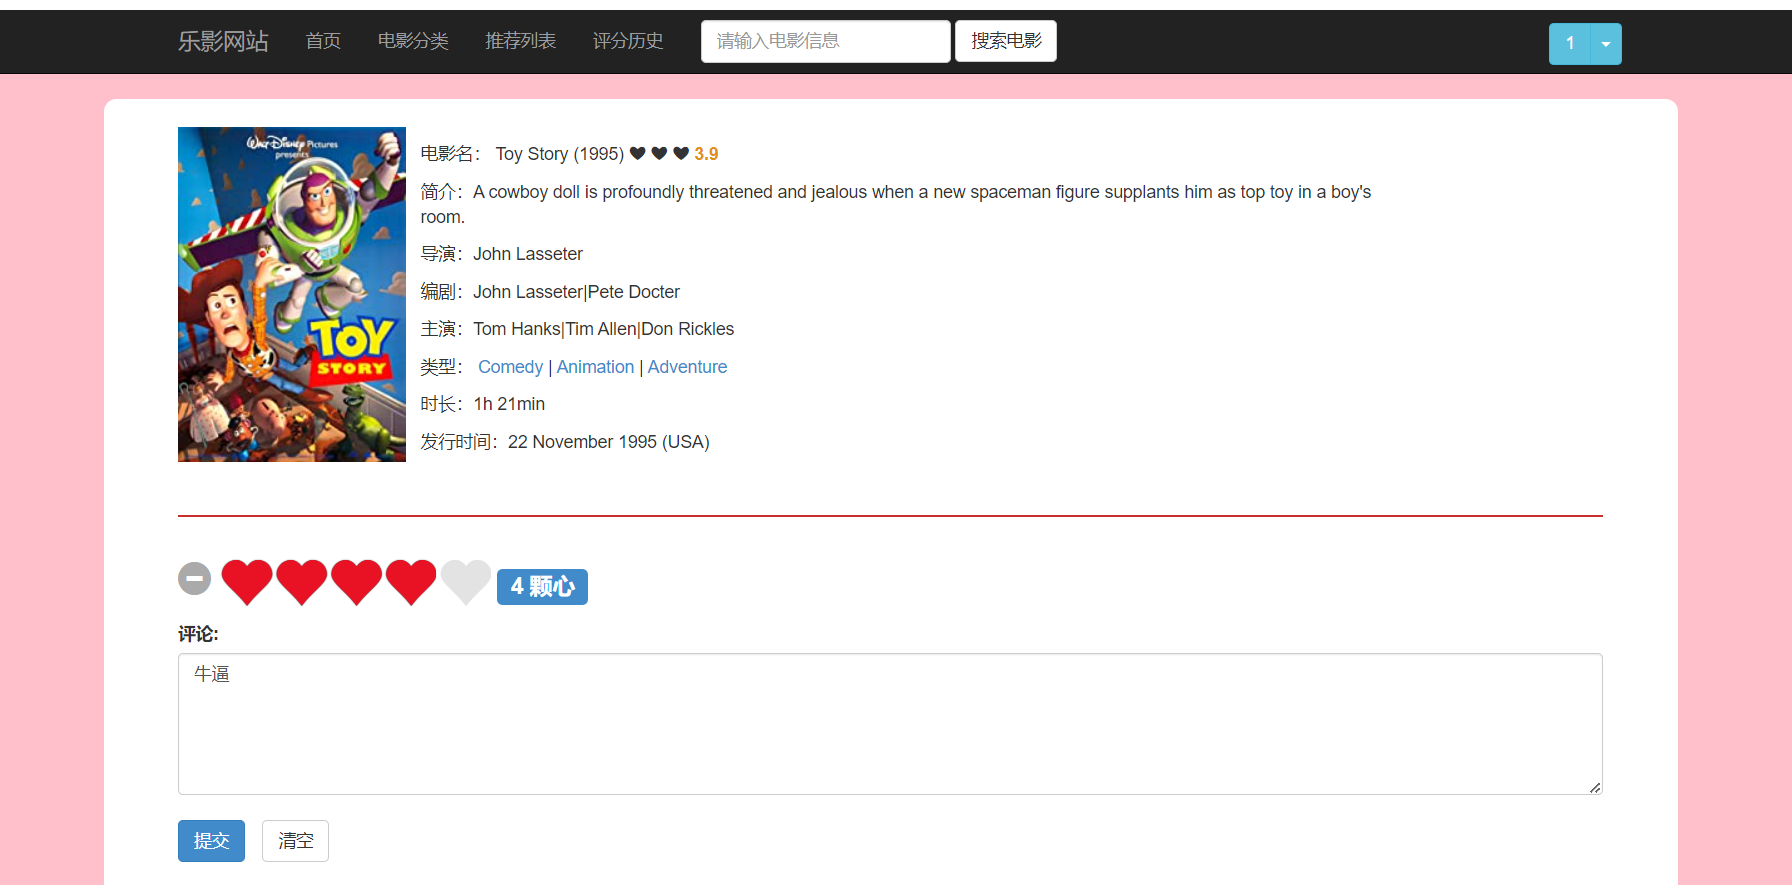 乐影网站 首页 电影分类 推荐列表 评分历史 请输入电影信息 搜索电影 1
WALT DISNEY Pictures
presents
TOY
STORY
电影名： Toy Story (1995) 3.9
简介：A cowboy doll is profoundly threatened and jealous when a new spaceman figure supplants him as top toy in a boy's
room.
导演：John Lasseter
编剧：John Lasseter|Pete Docter
主演：Tom Hanks|Tim Allen|Don Rickles
类型： Comedy | Animation | Adventure
时长：1h 21min
发行时间：22 November 1995 (USA)
4 颗心
评论:
牛逼
提交 清空